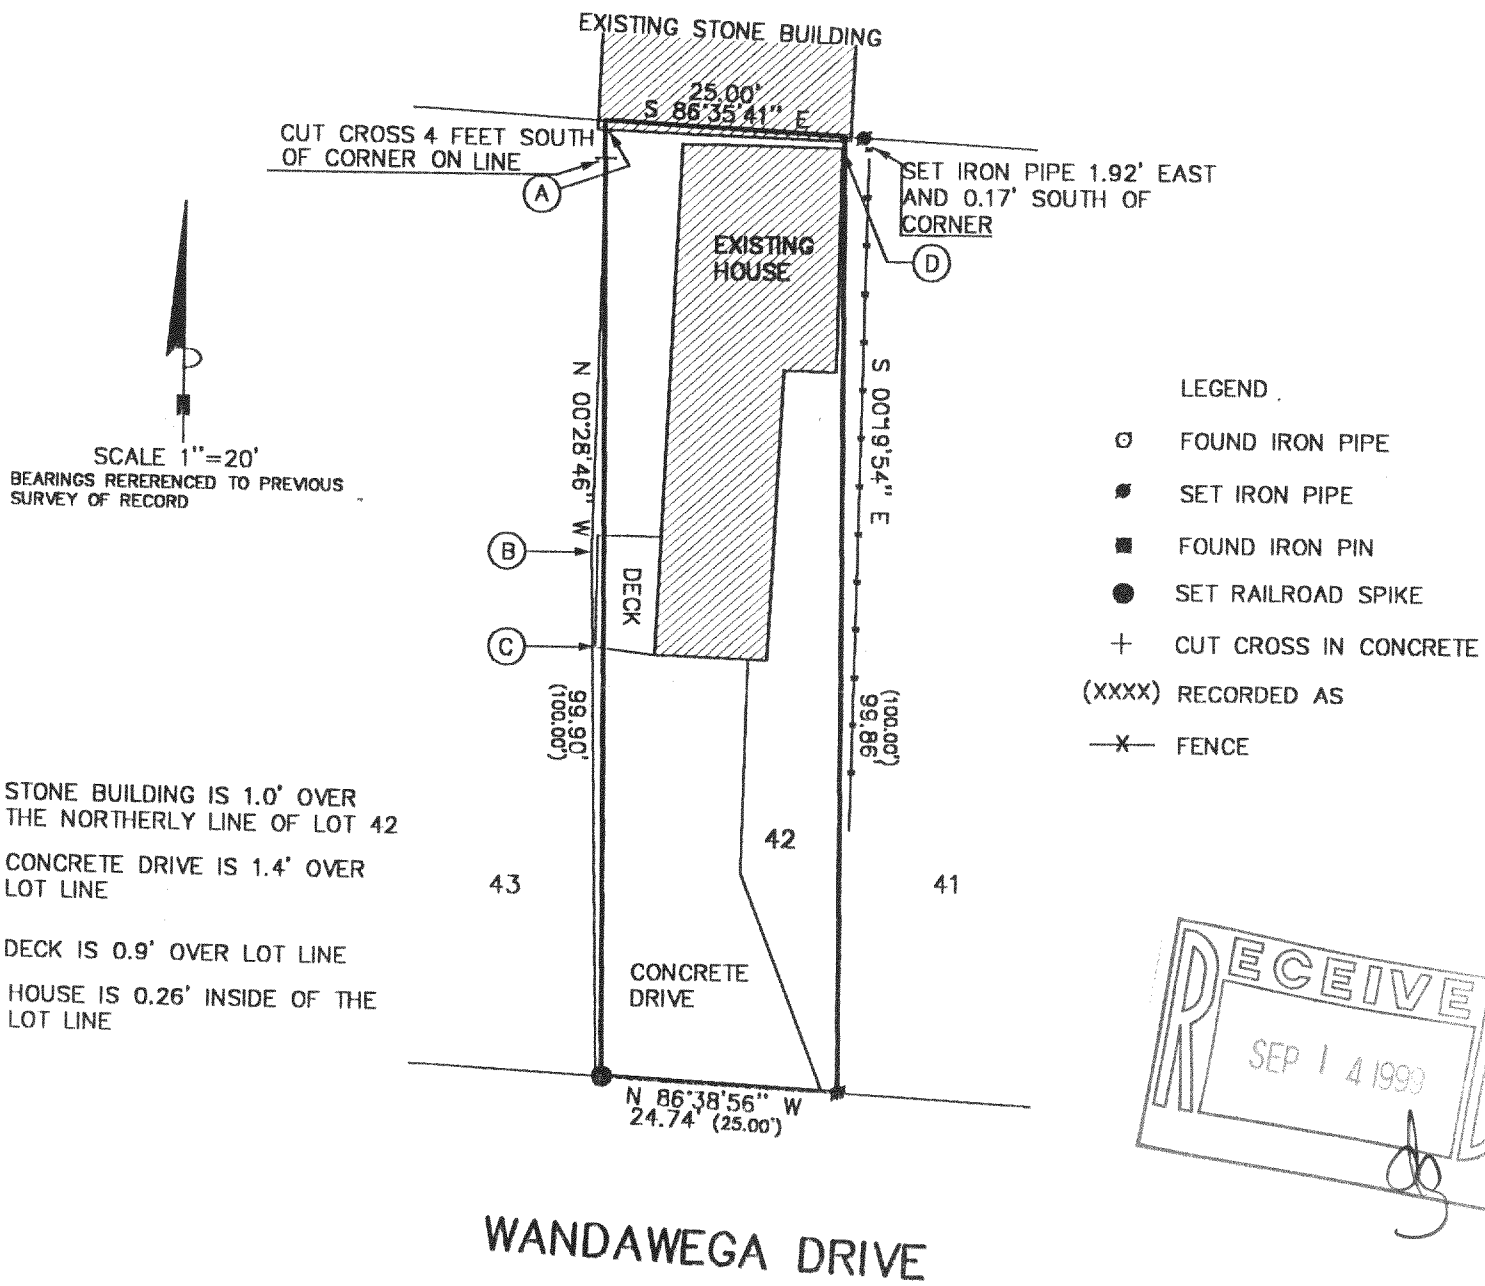 EXISTING STONE BUILDING
25.00'
S 86°35'41" E
CUT CROSS 4 FEET SOUTH
OF CORNER ON LINE
A
SET IRON PIPE 1.92' EAST
AND 0.17' SOUTH OF
CORNER
D
EXISTING
HOUSE
N 00°28'46" W
S 00°19'54" E
SCALE 1"=20'
BEARINGS RERERENCED TO PREVIOUS
SURVEY OF RECORD
LEGEND
FOUND IRON PIPE
SET IRON PIPE
FOUND IRON PIN
SET RAILROAD SPIKE
CUT CROSS IN CONCRETE
(XXXX) RECORDED AS
X FENCE
B
DECK
C
99.90'
(100.00')
(100.00')
99.86'
STONE BUILDING IS 1.0' OVER
THE NORTHERLY LINE OF LOT 42
CONCRETE DRIVE IS 1.4' OVER
LOT LINE
DECK IS 0.9' OVER LOT LINE
HOUSE IS 0.26' INSIDE OF THE
LOT LINE
43
42
41
CONCRETE
DRIVE
N 86°38'56" W
24.74' (25.00')
RECEIVE
SEP 14 1999
WANDAWEGA DRIVE